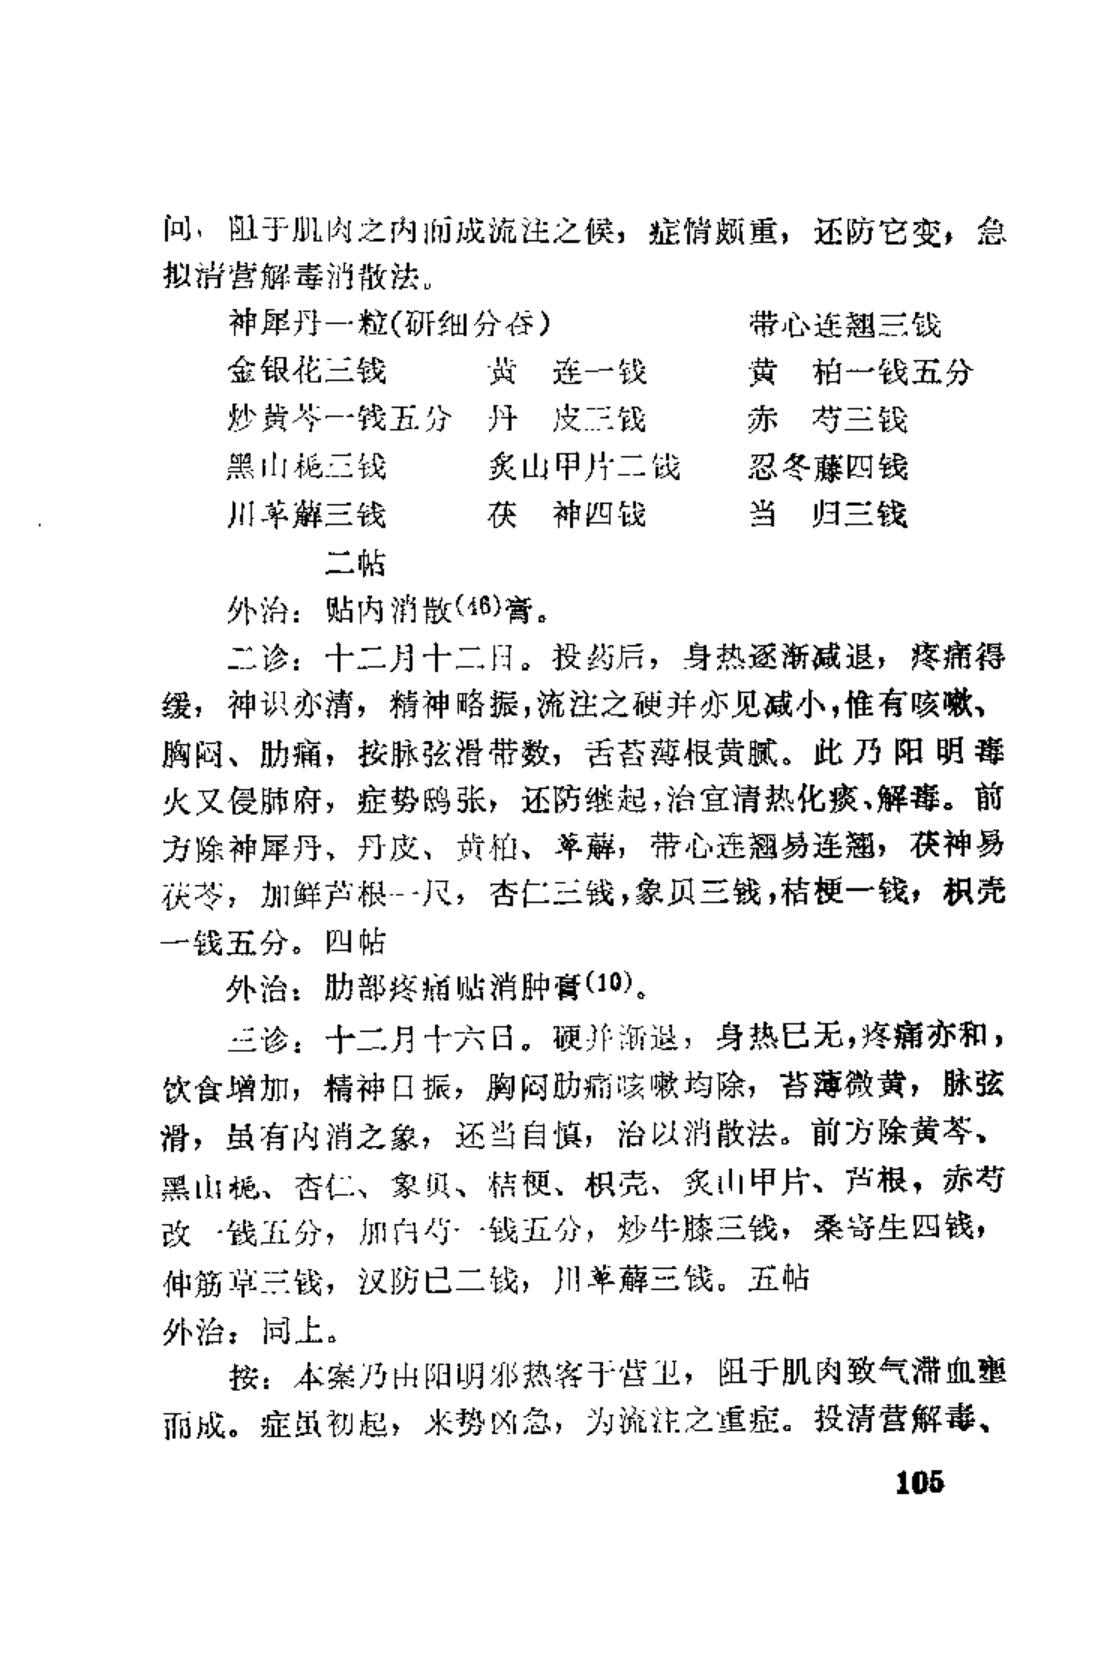 问，阻于肌肉之内而成流注之候，症情颇重，还防它变，急
拟清营解毒消散法。
神犀丹一粒(研细分吞) 带心连翘三钱
金银花三钱 黄 连一钱 黄 柏一钱五分
炒黄芩一钱五分 丹 皮三钱 赤 芍三钱
黑山栀三钱 炙山甲片二钱 忍冬藤四钱
川萆薢三钱 茯 神四钱 当 归三钱
二帖
外治：贴内消散(46)膏。
二诊：十二月十二日。投药后，身热逐渐减退，疼痛得
缓，神识亦清，精神略振，流注之硬并亦见减小，惟有咳嗽、
胸闷、肋痛，按脉弦滑带数，舌苔薄根黄腻。此乃阳明毒
火又侵肺府，症势鸱张，还防继起，治宜清热化痰、解毒。前
方除神犀丹、丹皮、黄柏、萆薢，带心连翘易连翘，茯神易
茯苓，加鲜芦根一尺，杏仁三钱，象贝三钱，桔梗一钱，枳壳
一钱五分。四帖
外治：肋部疼痛贴消肿膏(10)。
三诊：十二月十六日。硬并渐退，身热已无，疼痛亦和，
饮食增加，精神日振，胸闷肋痛咳嗽均除，苔薄微黄，脉弦
滑，虽有内消之象，还当自慎，治以消散法。前方除黄芩、
黑山栀、杏仁、象贝、桔梗、枳壳、炙山甲片、芦根，赤芍
改一钱五分，加白芍一钱五分，炒牛膝三钱，桑寄生四钱，
伸筋草三钱，汉防已二钱，川萆薢三钱。五帖
外治：同上。
按：本案乃由阳明邪热客于营卫，阻于肌肉致气滞血壅
而成。症虽初起，来势凶急，为流注之重症。投清营解毒、
105